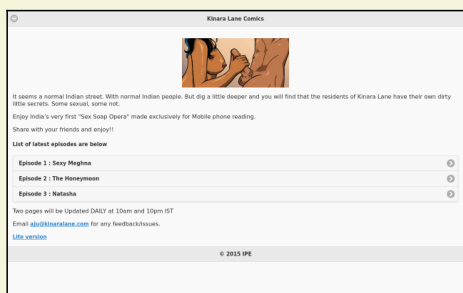 Kinara Lane Comics
It seems a normal Indian street. With normal Indian people. But dig a little deeper and you will find that the residents of Kinara Lane have their own dirty
little secrets. Some sexual, some not.
Enjoy India's very first "Sex Soap Opera" made exclusively for Mobile phone reading.
Share with your friends and enjoy!!
List of latest episodes are below
Episode 1 : Sexy Meghna
Episode 2 : The Honeymoon
Episode 3 : Natasha
Two pages will be Updated DAILY at 10am and 10pm IST
Email aju@kinaralane.com for any feedback/issues.
Lite version
© 2015 IPE